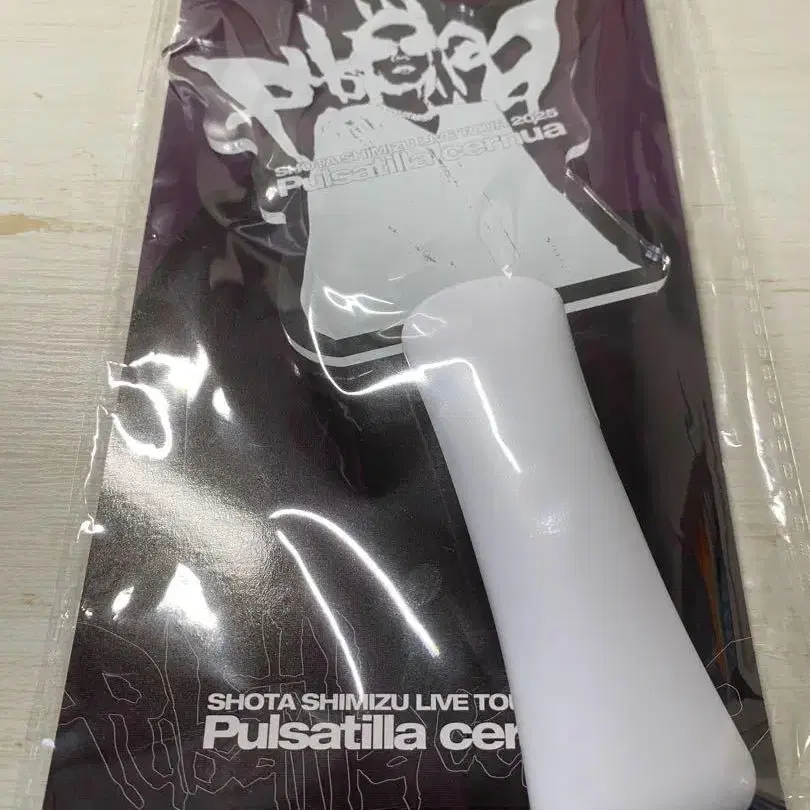 SHOTA SHIMIZU LIVE TOUR 2025
Pulsatilla cernua
SHOTA SHIMIZU LIVE TOU
Pulsatilla cer